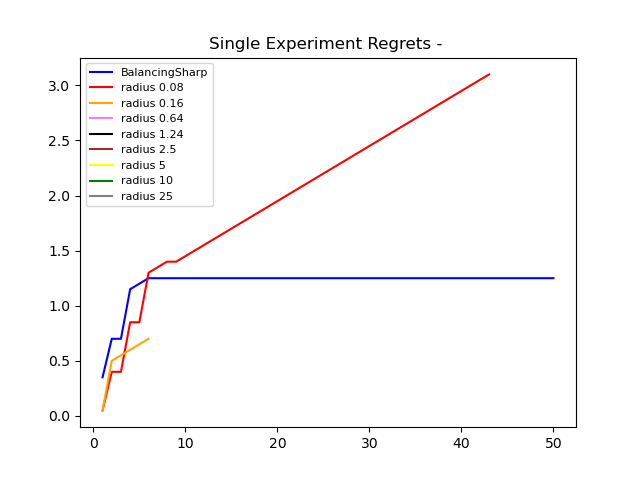 Single Experiment Regrets -
BalancingSharp
radius 0.08
radius 0.16
radius 0.64
radius 1.24
radius 2.5
radius 5
radius 10
radius 25
3.0
2.5
2.0
1.5
1.0
0.5
0.0
0 10 20 30 40 50